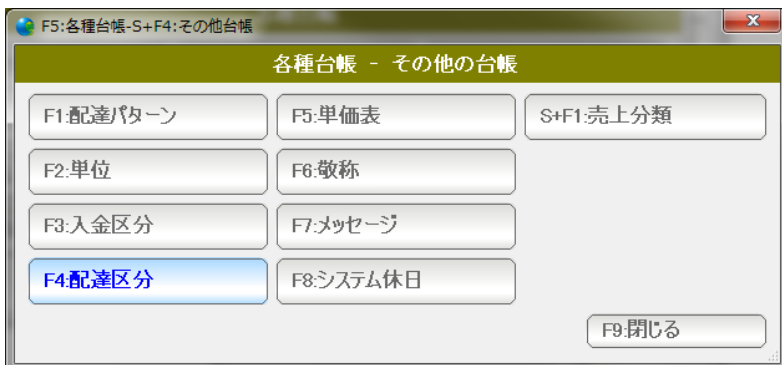 F5:各種台帳-S+F4:その他台帳
各種台帳 - その他の台帳
F1:配達パターン
F5:単価表
S+F1:売上分類
F2:単位
F6:敬称
F3:入金区分
F7:メッセージ
F4:配達区分
F8:システム休日
F9:閉じる